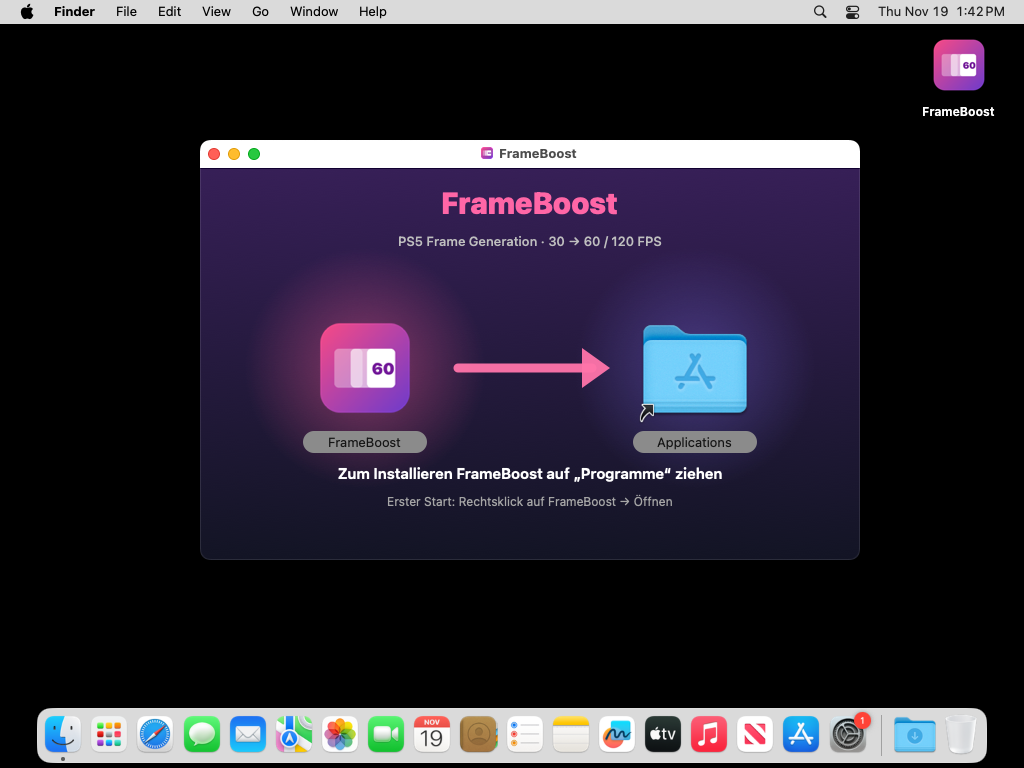 Finder File Edit View Go Window Help Thu Nov 19 1:42 PM
60
FrameBoost
FrameBoost
FrameBoost
PS5 Frame Generation · 30 → 60 / 120 FPS
60
FrameBoost
Applications
Zum Installieren FrameBoost auf „Programme“ ziehen
Erster Start: Rechtsklick auf FrameBoost → Öffnen
NOV
19
tv
1